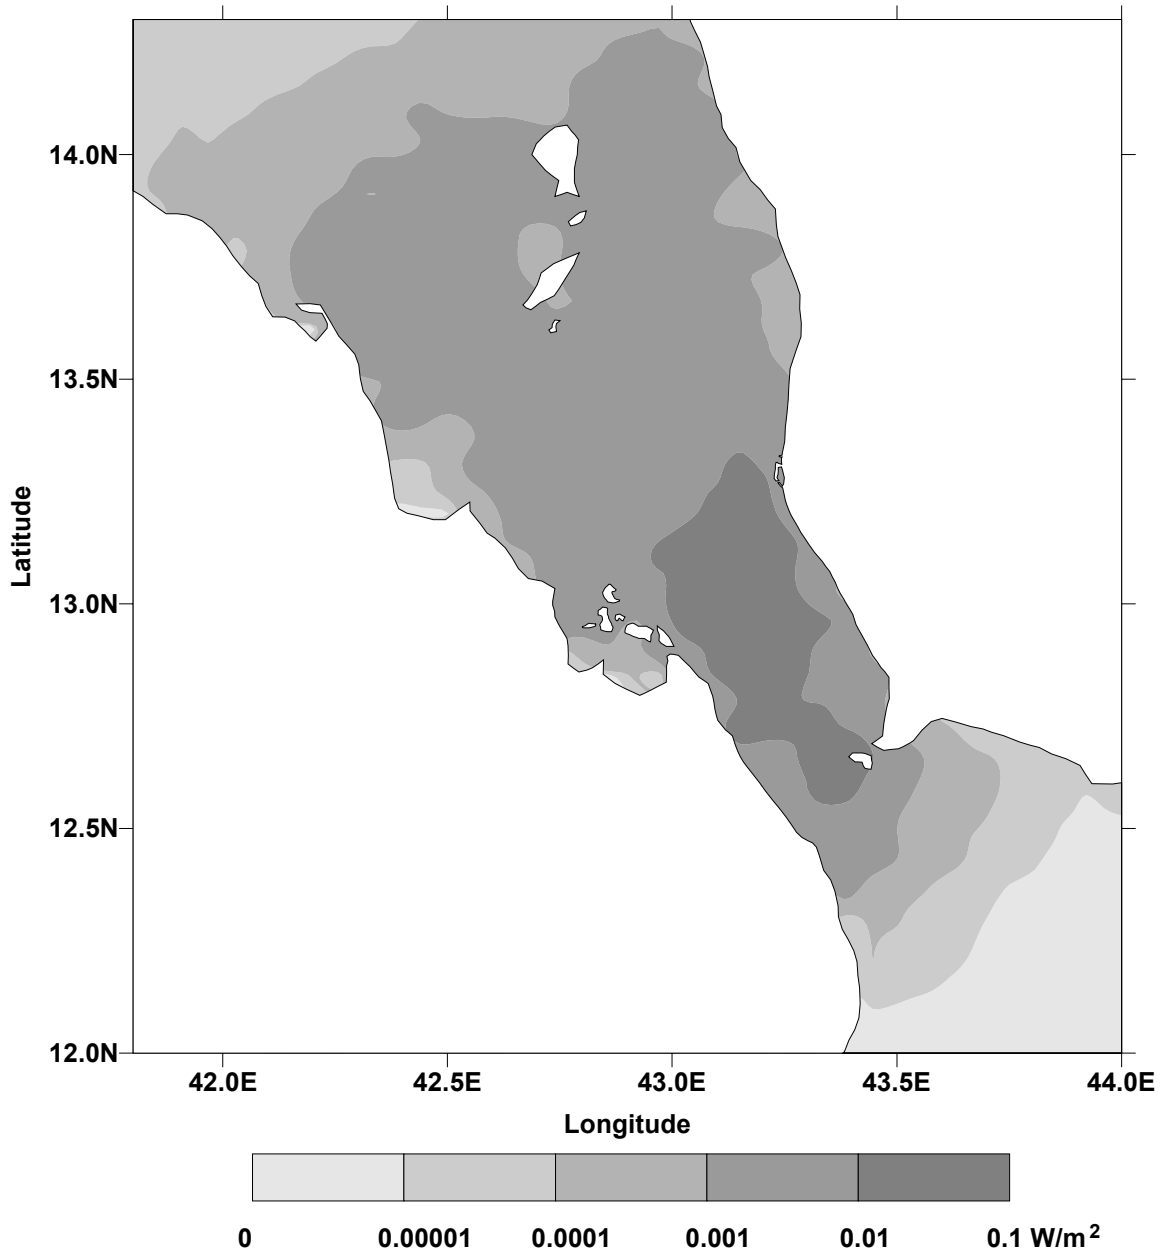 14.0N
13.5N
13.0N
12.5N
12.0N
Latitude
42.0E 42.5E 43.0E 43.5E 44.0E
Longitude
0 0.00001 0.0001 0.001 0.01 0.1 W/m²